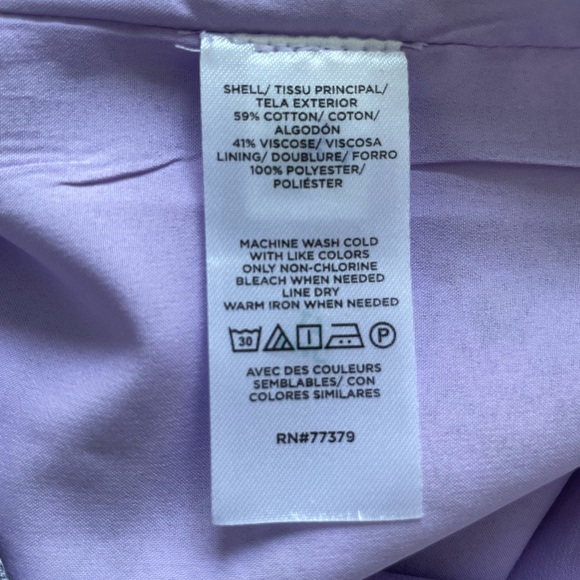 SHELL/ TISSU PRINCIPAL/
TELA EXTERIOR
59% COTTON/ COTON/
ALGODÓN
41% VISCOSE/ VISCOSA
LINING/ DOUBLURE/ FORRO
100% POLYESTER/
POLIÉSTER
MACHINE WASH COLD
WITH LIKE COLORS
ONLY NON-CHLORINE
BLEACH WHEN NEEDED
LINE DRY
WARM IRON WHEN NEEDED
30 P
AVEC DES COULEURS
SEMBLABLES/ CON
COLORES SIMILARES
RN#77379